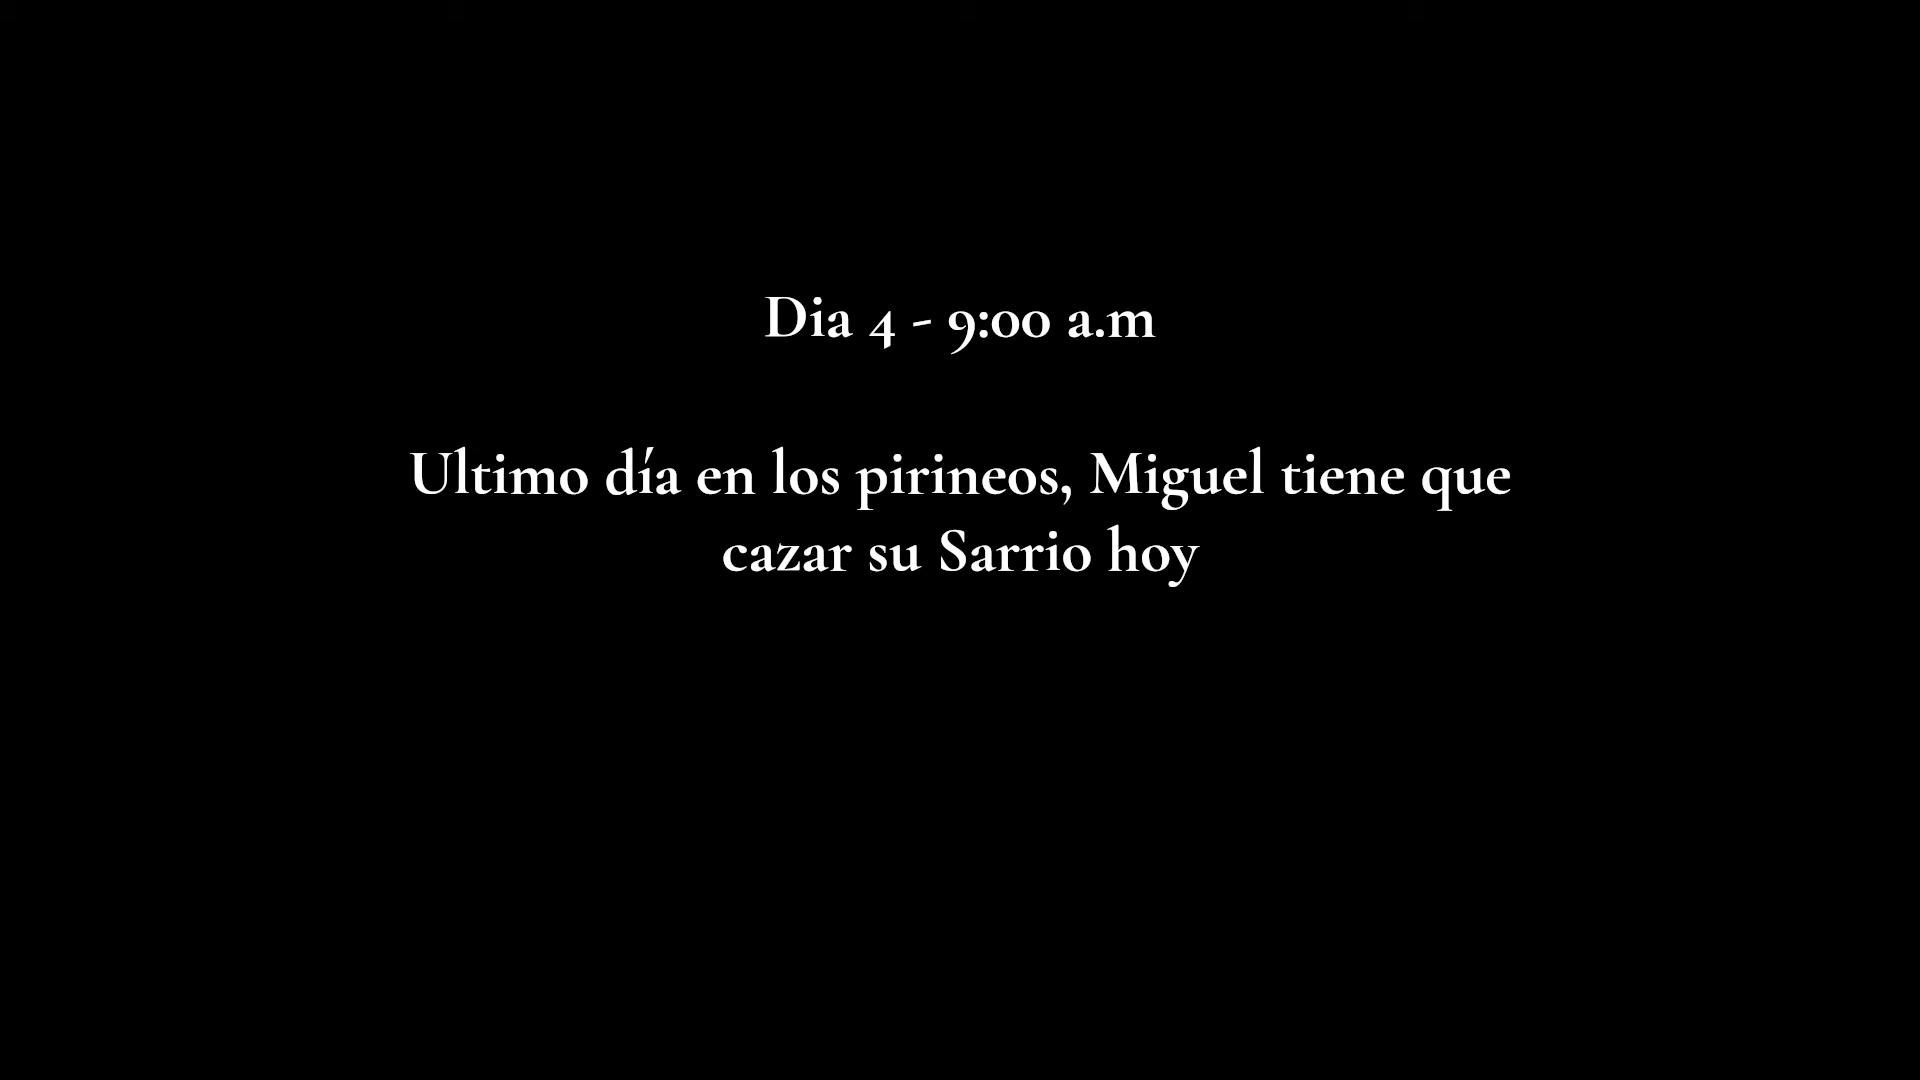 Dia 4 - 9:00 a.m
Ultimo día en los pirineos, Miguel tiene que
cazar su Sarrio hoy